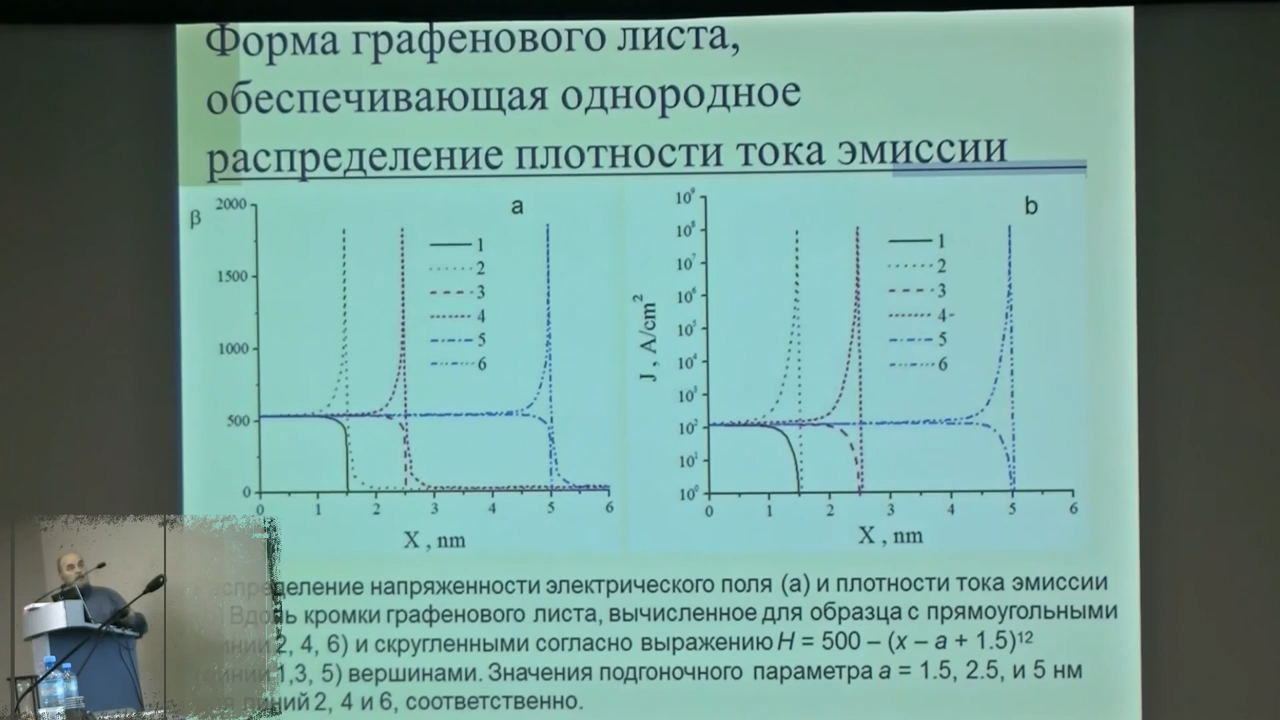 Форма графенового листа,
обеспечивающая однородное
распределение плотности тока эмиссии
β
2000
1500
1000
500
0
0 1 2 3 4 5 6
X , nm
a
1
2
3
4
5
6
J , A/cm²
10⁹
10⁸
10⁷
10⁶
10⁵
10⁴
10³
10²
10¹
10⁰
0 1 2 3 4 5 6
X , nm
b
1
2
3
4
5
6
напряженности электрического поля (а) и плотности тока эмиссии
Вдоль кромки графенового листа, вычисленное для образца с прямоугольными
2, 4, 6) и скругленными согласно выражению H = 500 – (x – a + 1.5)¹²
1,3, 5) вершинами. Значения подгоночного параметра a = 1.5, 2.5, и 5 нм
линий 2, 4 и 6, соответственно.